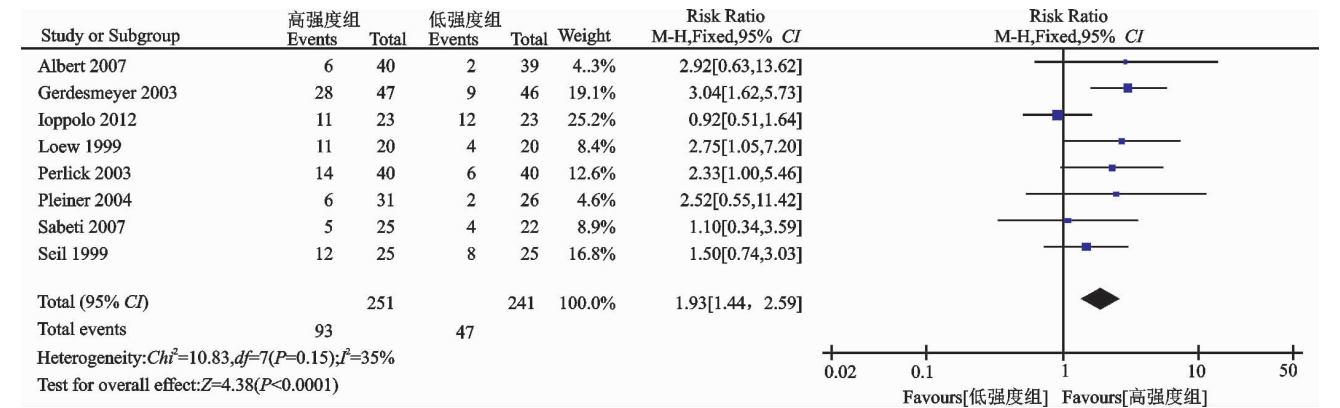 高强度组 低强度组 Risk Ratio Risk Ratio
Study or Subgroup Events Total Events Total Weight M-H,Fixed,95% CI M-H,Fixed,95% CI
Albert 2007 6 40 2 39 4..3% 2.92[0.63,13.62]
Gerdesmeyer 2003 28 47 9 46 19.1% 3.04[1.62,5.73]
Ioppolo 2012 11 23 12 23 25.2% 0.92[0.51,1.64]
Loew 1999 11 20 4 20 8.4% 2.75[1.05,7.20]
Perlick 2003 14 40 6 40 12.6% 2.33[1.00,5.46]
Pleiner 2004 6 31 2 26 4.6% 2.52[0.55,11.42]
Sabeti 2007 5 25 4 22 8.9% 1.10[0.34,3.59]
Seil 1999 12 25 8 25 16.8% 1.50[0.74,3.03]
Total (95% CI) 251 241 100.0% 1.93[1.44，2.59]
Total events 93 47
Heterogeneity:Chi²=10.83,df=7(P=0.15);I²=35%
Test for overall effect:Z=4.38(P<0.0001)
0.02 0.1 1 10 50
Favours[低强度组] Favours[高强度组]